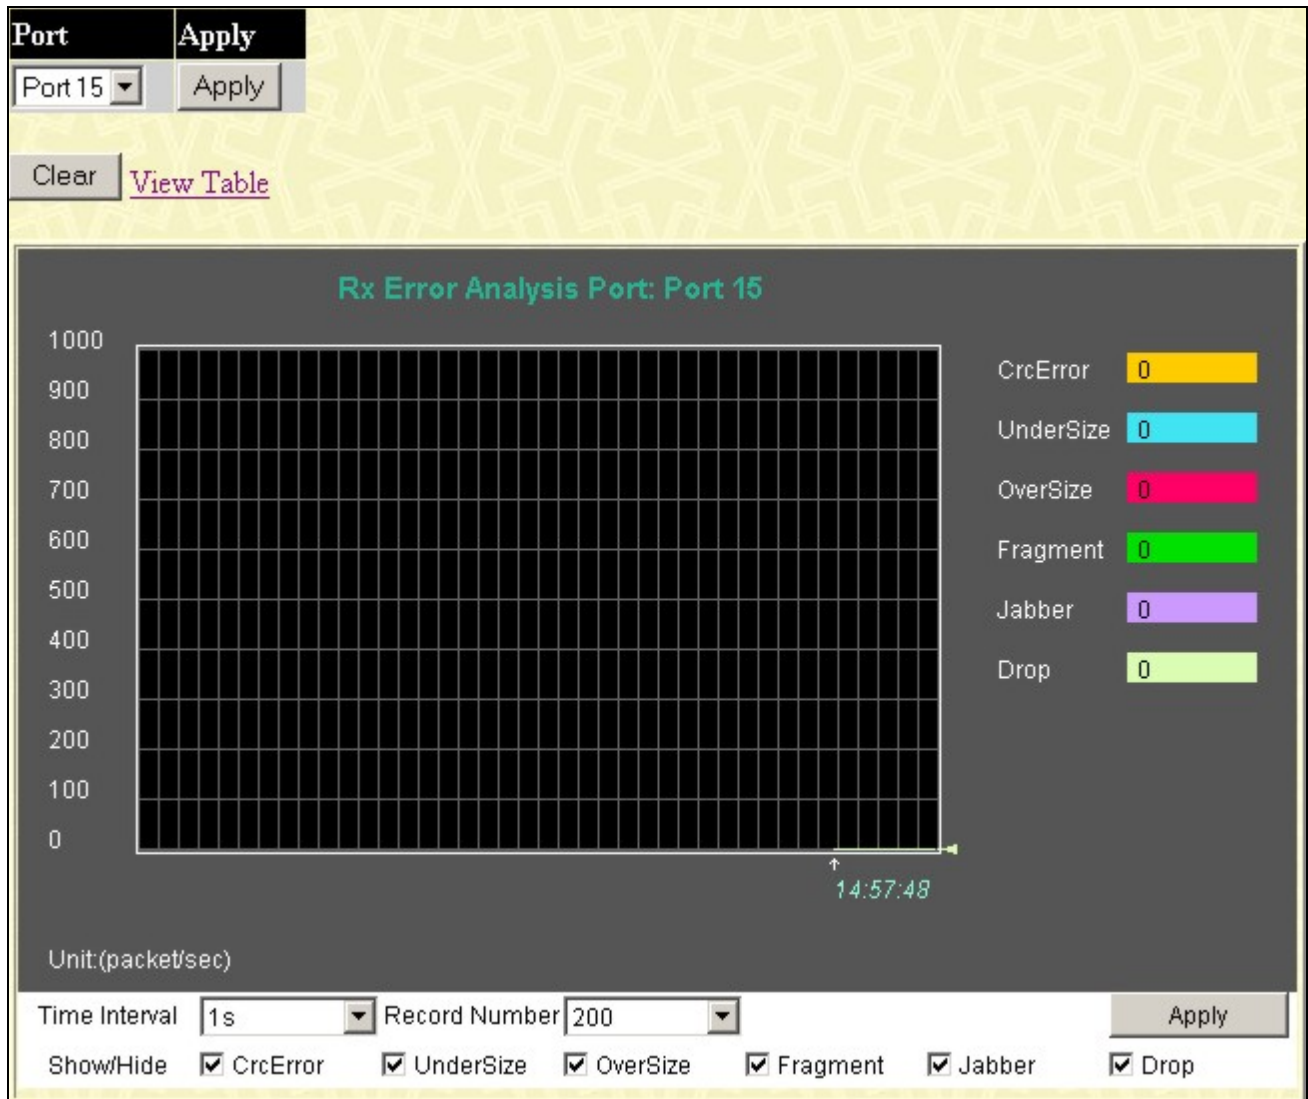 Port Apply
Port 15 Apply
Clear View Table
Rx Error Analysis Port: Port 15
1000
900
800
700
600
500
400
300
200
100
0
CrcError 0
UnderSize 0
OverSize 0
Fragment 0
Jabber 0
Drop 0
14:57:48
Unit:(packet/sec)
Time Interval 1s Record Number 200 Apply
Show/Hide CrcError UnderSize OverSize Fragment Jabber Drop